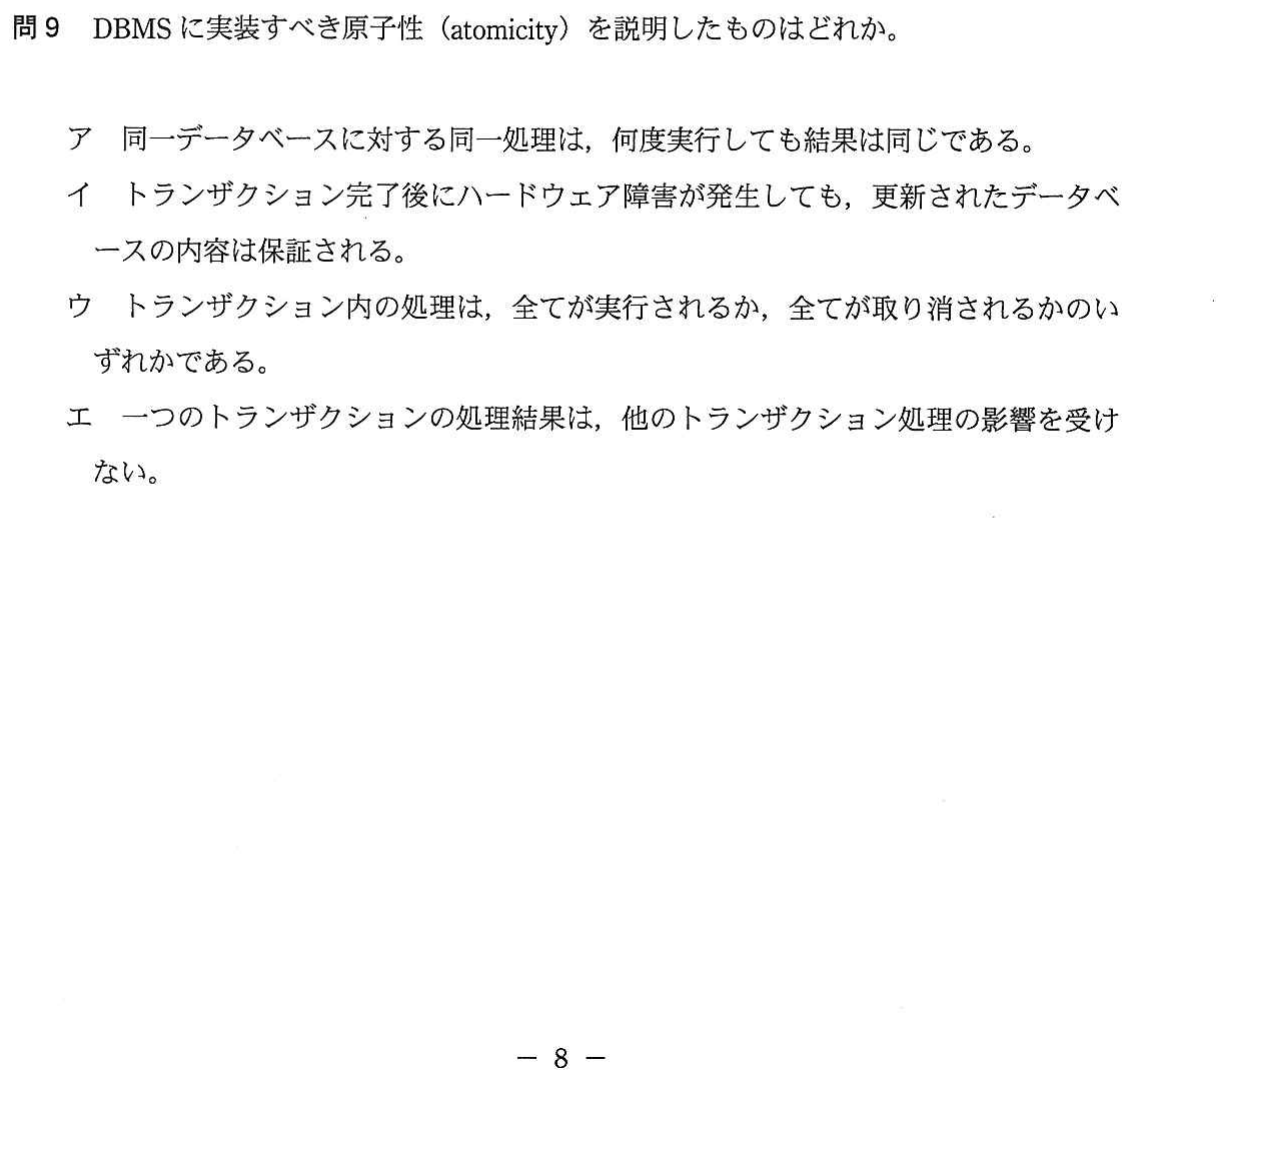 問9 DBMS に実装すべき原子性（atomicity）を説明したものはどれか。
ア 同一データベースに対する同一処理は，何度実行しても結果は同じである。
イ トランザクション完了後にハードウェア障害が発生しても，更新されたデータベ
ースの内容は保証される。
ウ トランザクション内の処理は，全てが実行されるか，全てが取り消されるかのい
ずれかである。
エ 一つのトランザクションの処理結果は，他のトランザクション処理の影響を受け
ない。
－ 8 －